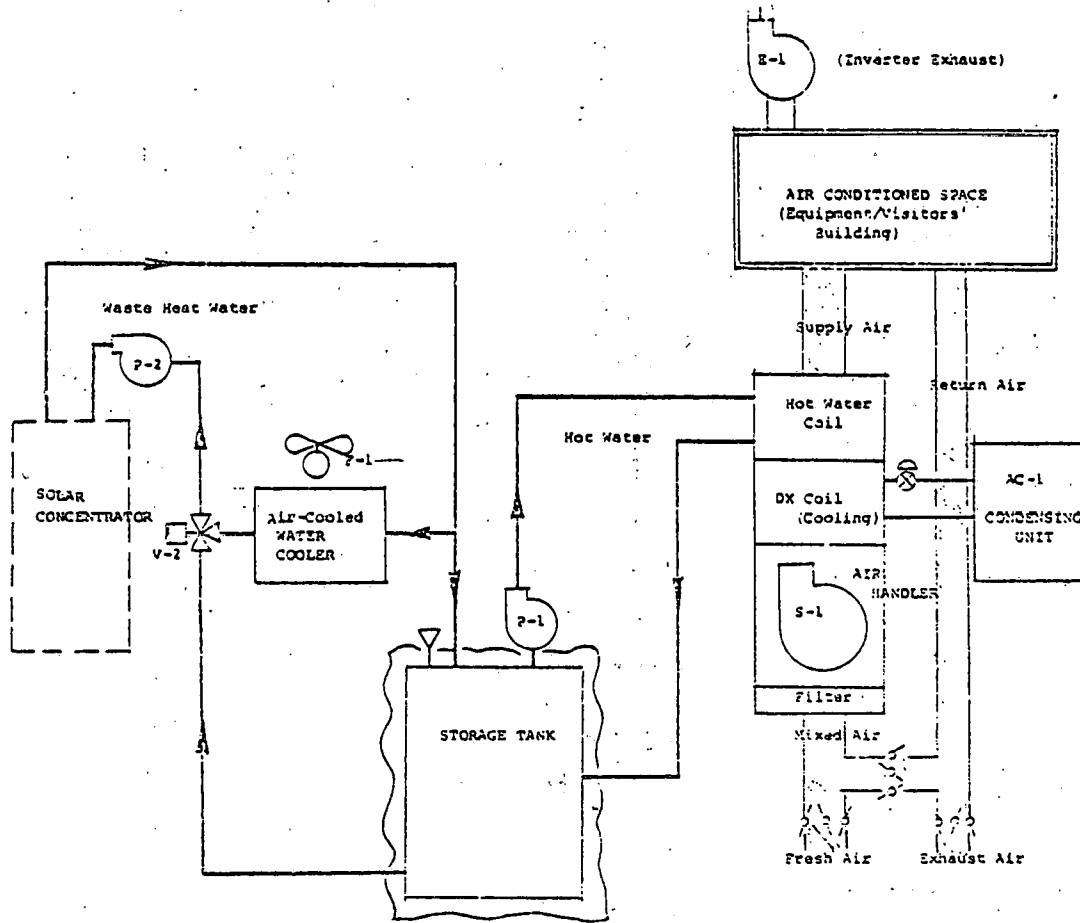 E-1 (Inverter Exhaust)
AIR CONDITIONED SPACE
(Equipment/Visitors'
Building)
Supply Air
Return Air
Waste Heat Water
P-2
Hot Water
Coil
Hot Water
SOLAR
CONCENTRATOR
F-1
Air-Cooled
WATER
COOLER
V-2
DX Coil
(Cooling)
AC-1
CONDENSING
UNIT
AIR
HANDLER
S-1
P-1
Filter
Mixed Air
STORAGE TANK
Fresh Air
Exhaust Air